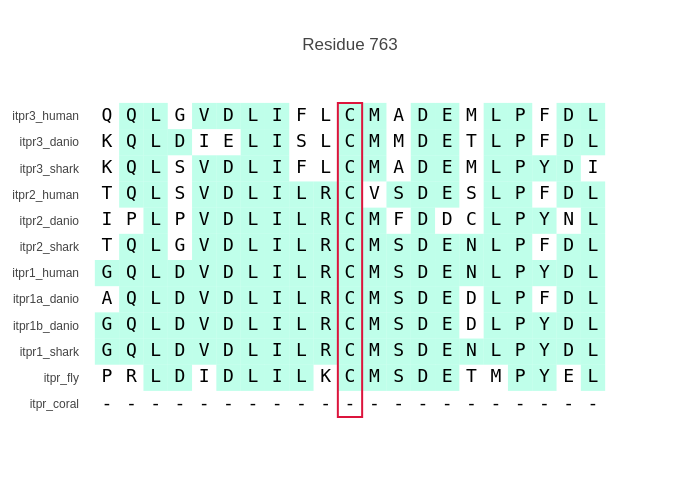 Residue 763
itpr3_human Q Q L G V D L I F L C M A D E M L P F D L
itpr3_danio K Q L D I E L I S L C M M D E T L P F D L
itpr3_shark K Q L S V D L I F L C M A D E M L P Y D I
itpr2_human T Q L S V D L I L R C V S D E S L P F D L
itpr2_danio I P L P V D L I L R C M F D D C L P Y N L
itpr2_shark T Q L G V D L I L R C M S D E N L P F D L
itpr1_human G Q L D V D L I L R C M S D E N L P Y D L
itpr1a_danio A Q L D V D L I L R C M S D E D L P F D L
itpr1b_danio G Q L D V D L I L R C M S D E D L P Y D L
itpr1_shark G Q L D V D L I L R C M S D E N L P Y D L
itpr_fly P R L D I D L I L K C M S D E T M P Y E L
itpr_coral - - - - - - - - - - - - - - - - - - - - -